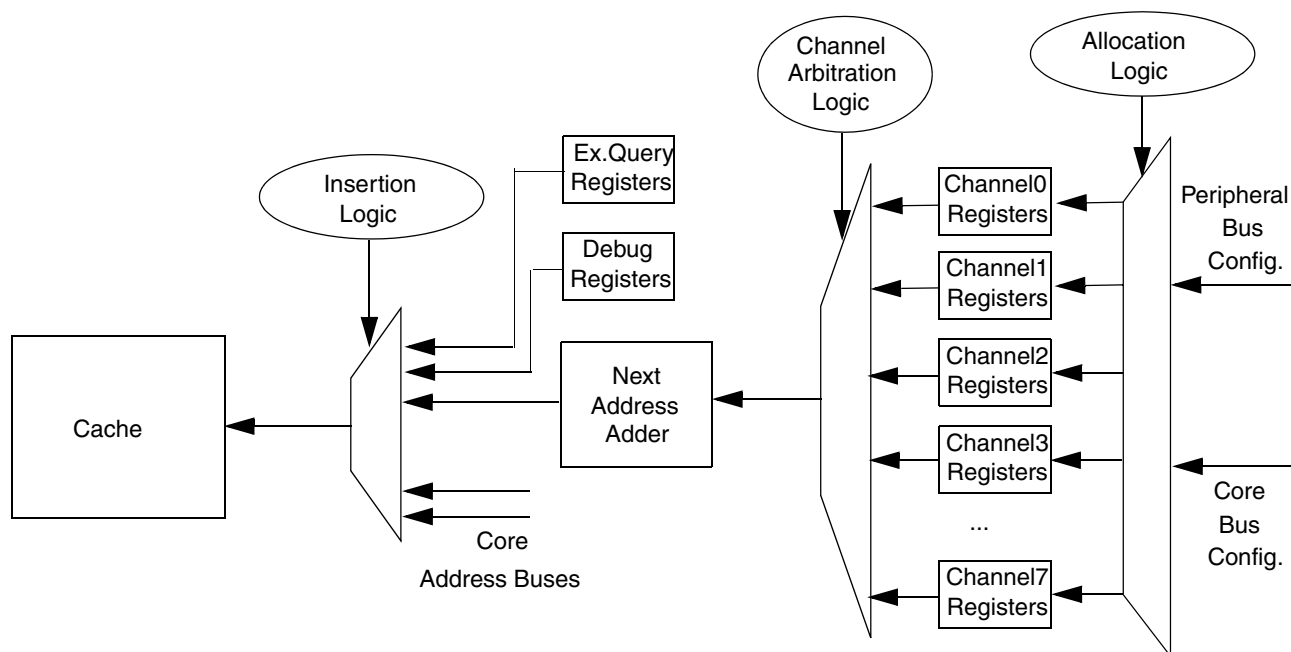 Channel
Arbitration
Logic
Allocation
Logic
Ex.Query
Registers
Insertion
Logic
Debug
Registers
Channel0
Registers
Peripheral
Bus
Config.
Channel1
Registers
Cache
Next
Address
Adder
Channel2
Registers
Channel3
Registers
...
Core
Bus
Config.
Core
Address Buses
Channel7
Registers